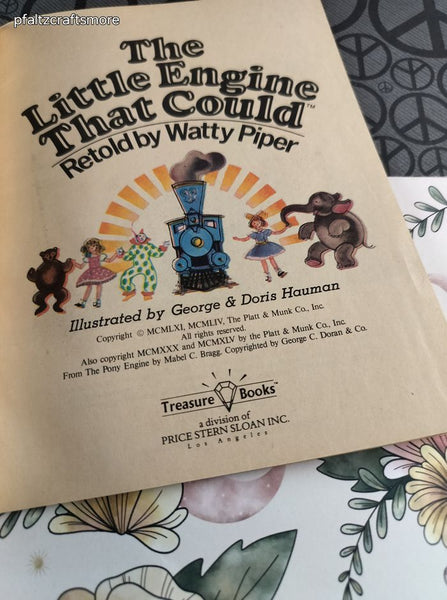 pfaltzcraftsmore
The
Little Engine
That Could™
Retold by Watty Piper
Illustrated by George & Doris Hauman
Copyright © MCMLXI, MCMLIV, The Platt & Munk Co., Inc.
All rights reserved.
Also copyright MCMXXX and MCMXLV by the Platt & Munk Co., Inc.
From The Pony Engine by Mabel C. Bragg. Copyrighted by George C. Doran & Co.
Treasure Books™
a division of
PRICE STERN SLOAN INC.
Los Angeles